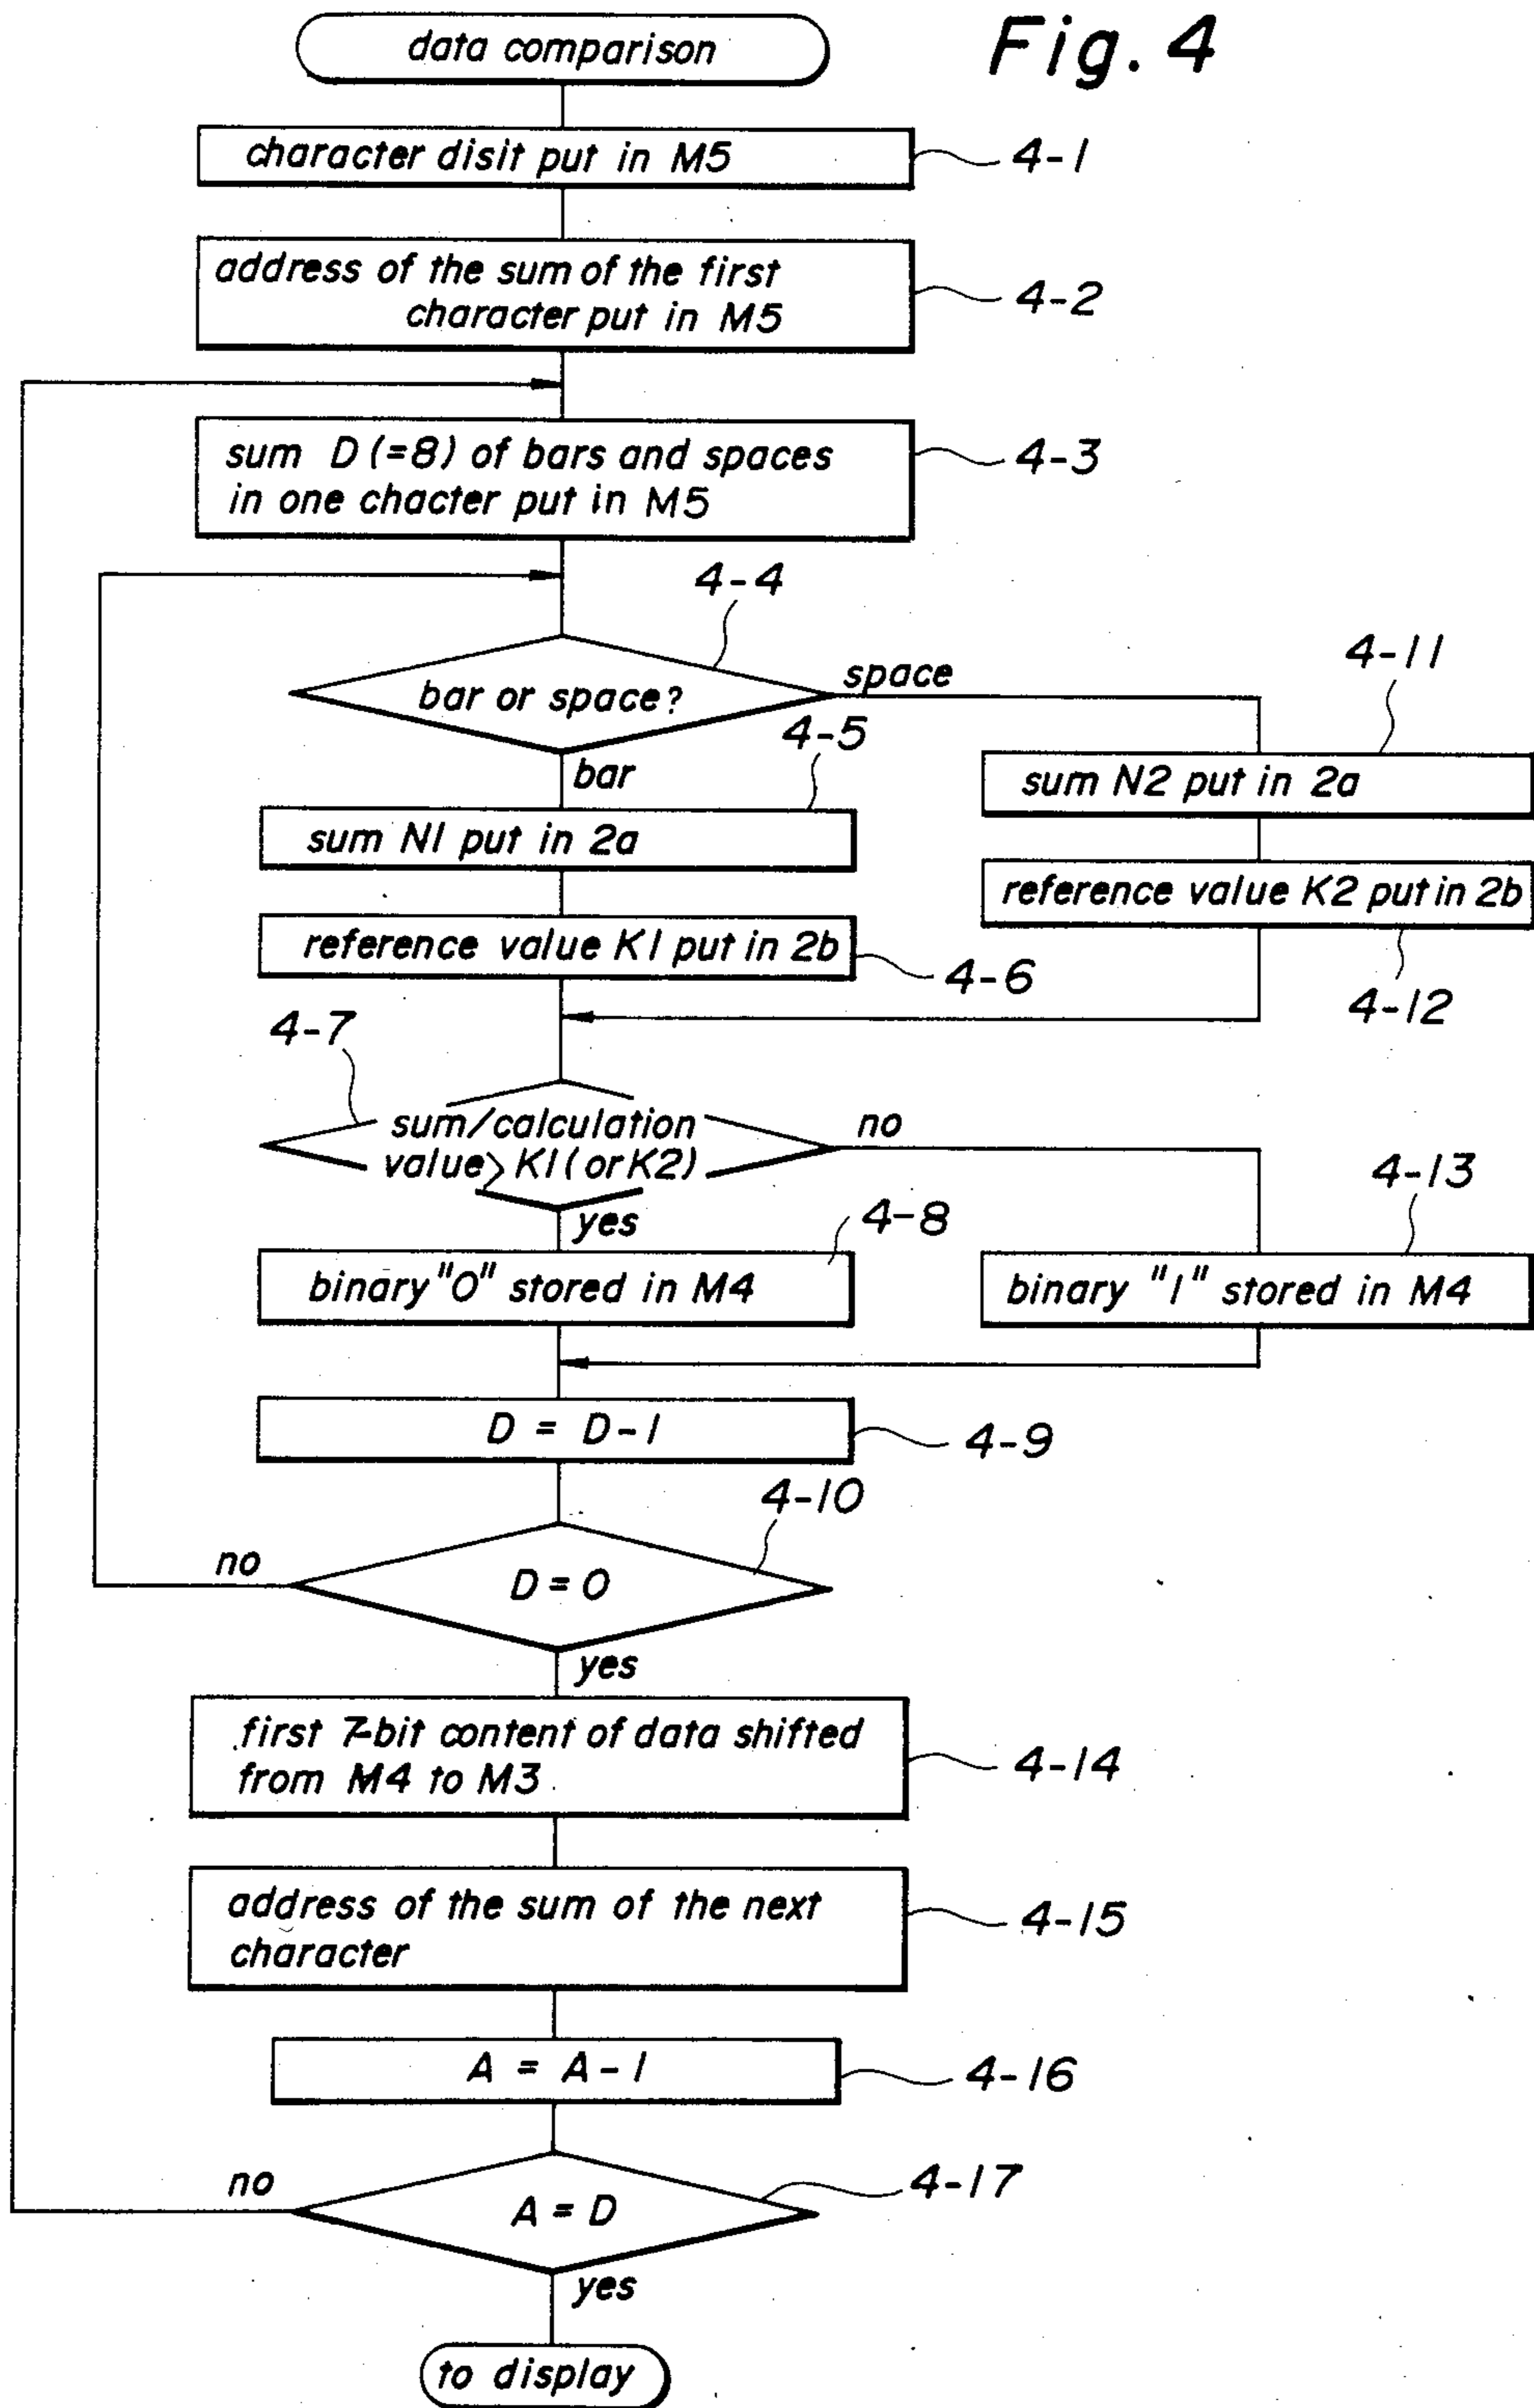 Fig. 4
data comparison
character disit put in M5
4-1
address of the sum of the first
character put in M5
4-2
sum D (=8) of bars and spaces
in one chacter put in M5
4-3
4-4
bar or space?
space
bar
4-5
sum N1 put in 2a
4-11
sum N2 put in 2a
reference value K1 put in 2b
4-6
reference value K2 put in 2b
4-12
4-7
sum/calculation
value> K1 (or K2)
no
yes
4-8
binary "0" stored in M4
4-13
binary "1" stored in M4
D = D-1
4-9
4-10
D = 0
no
yes
first 7-bit content of data shifted
from M4 to M3
4-14
address of the sum of the next
character
4-15
A = A-1
4-16
4-17
A = D
no
yes
to display